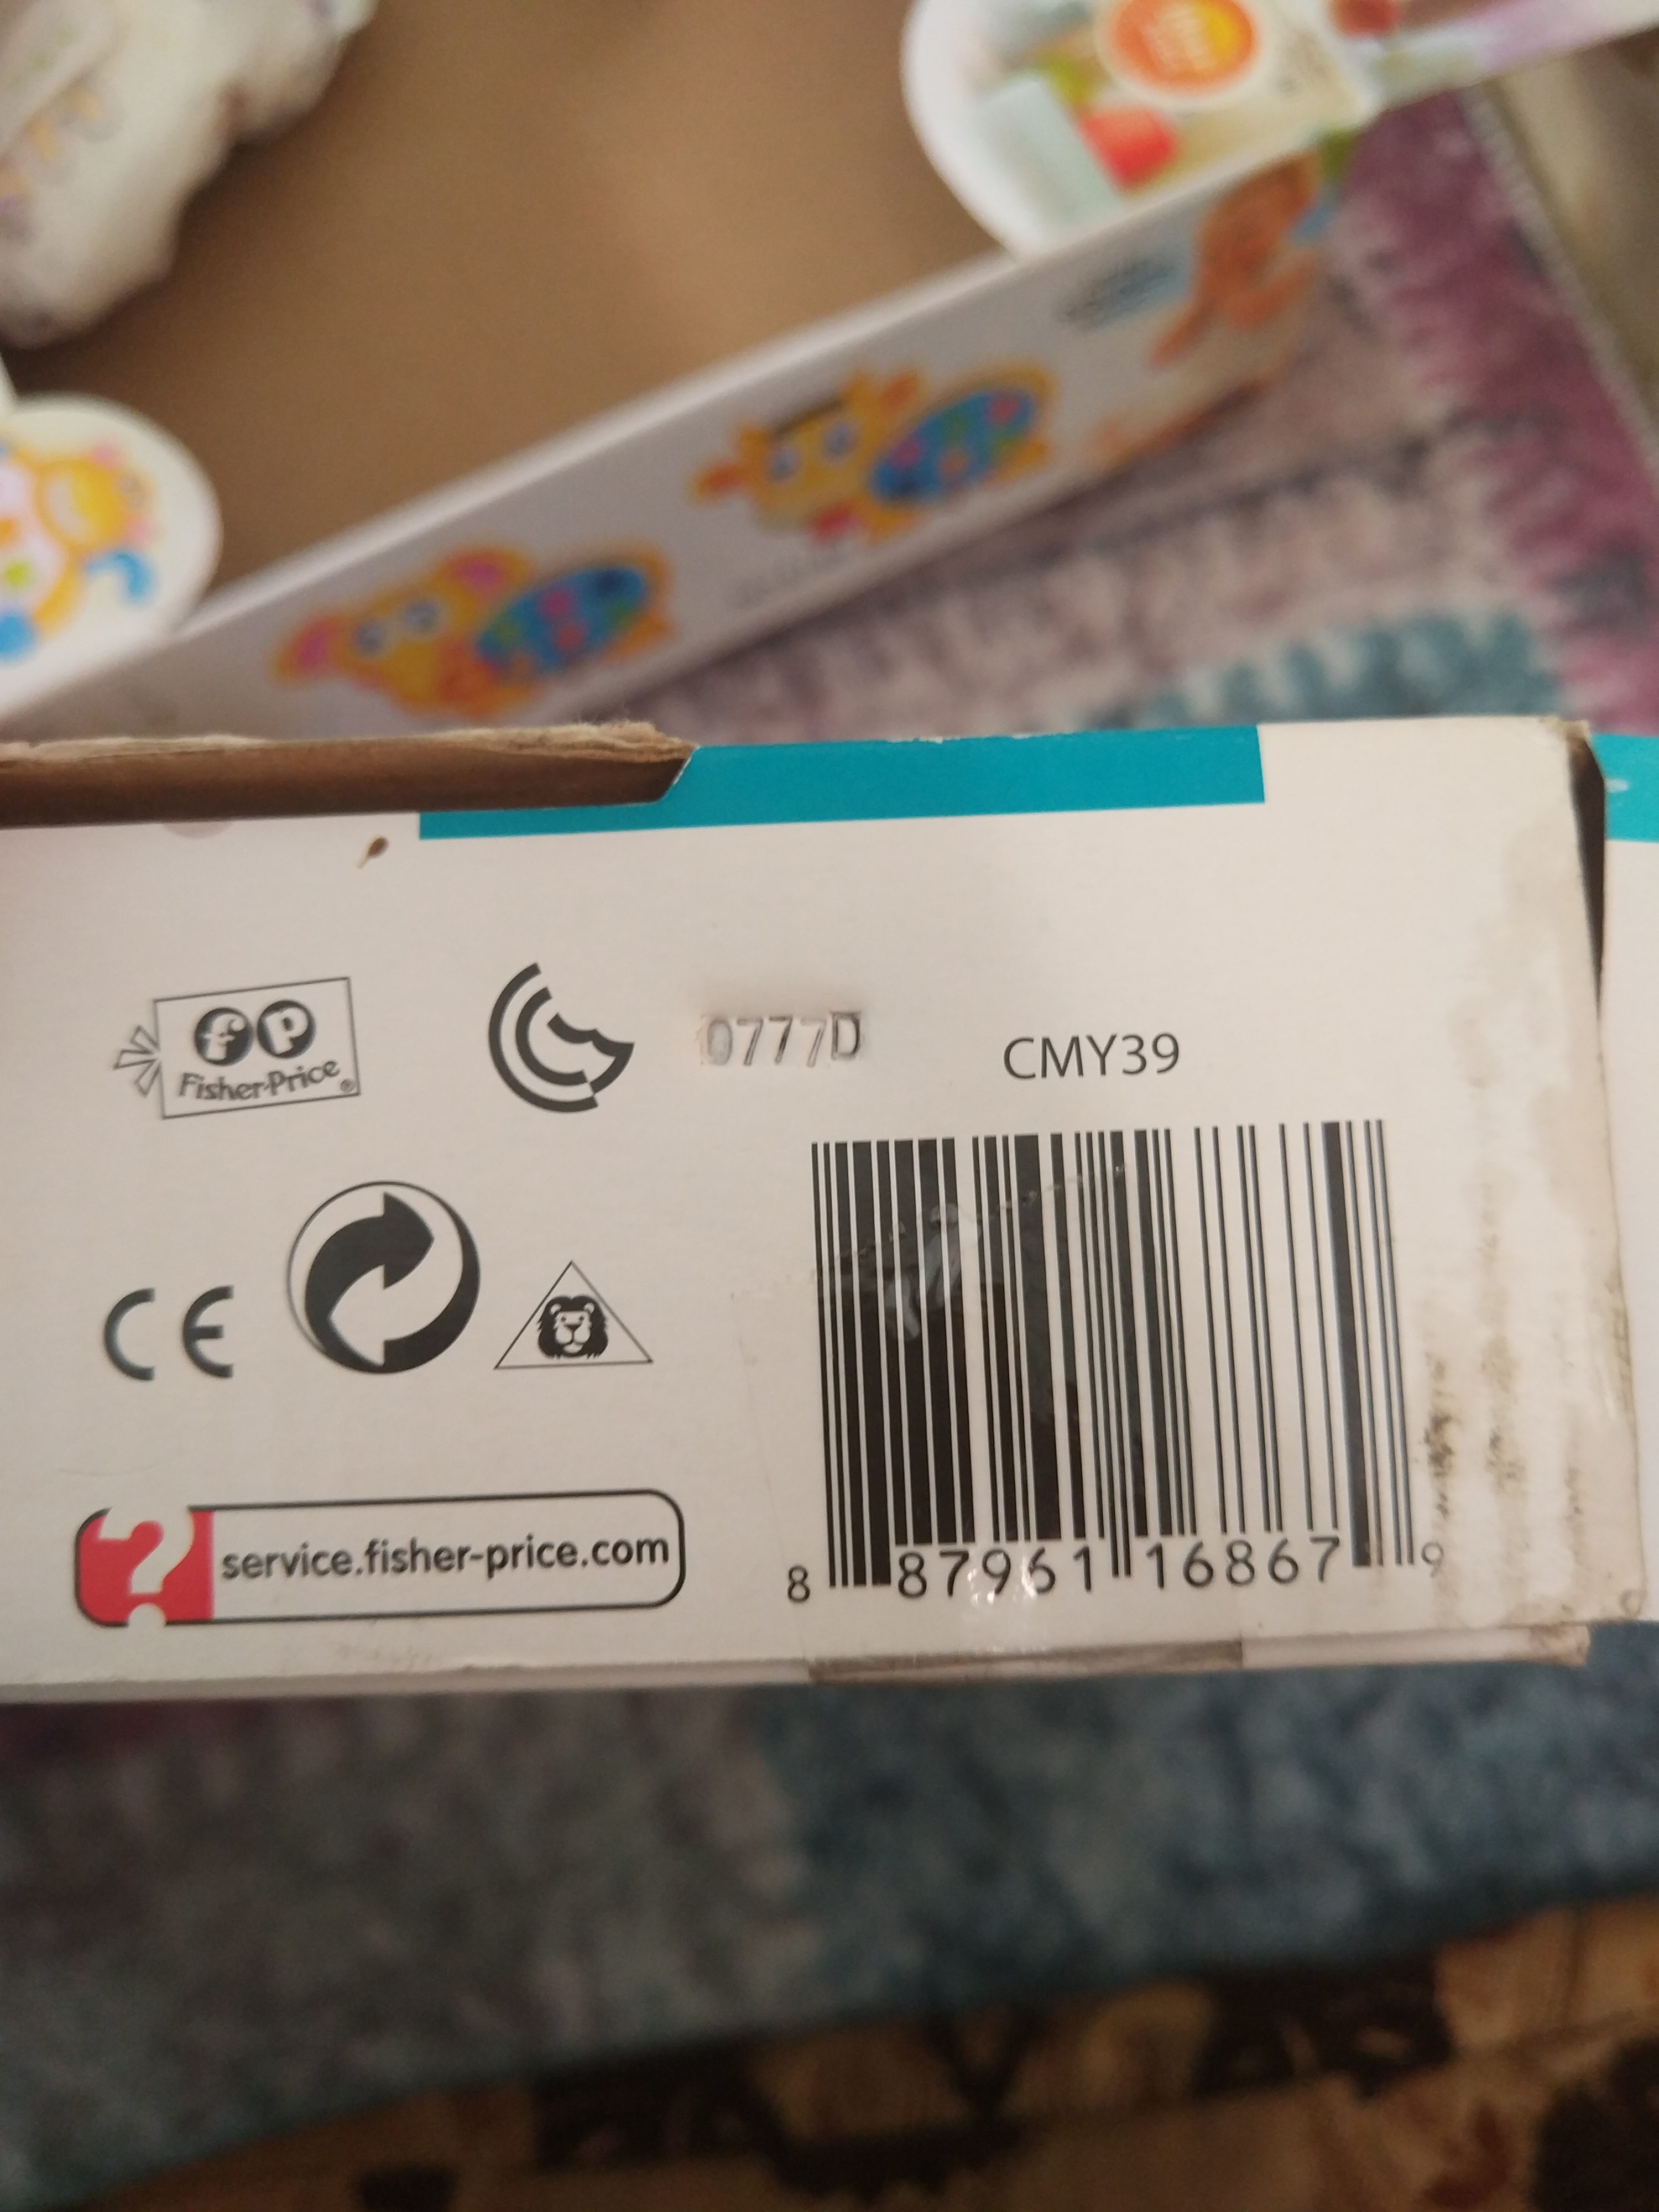 fp
Fisher-Price®
0777D
CMY39
CE
service.fisher-price.com
8 87961 16867 9